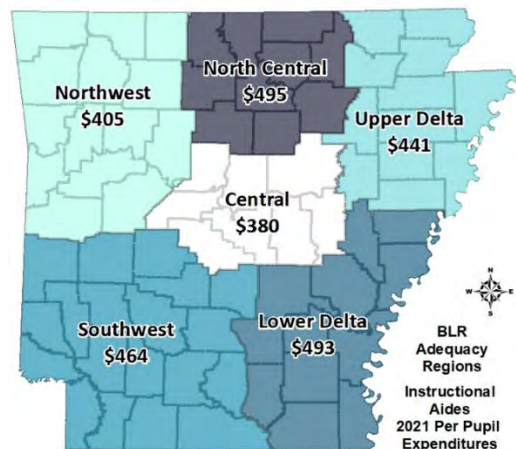 North Central
$495
Northwest
$405
Upper Delta
$441
Central
$380
N
W E
S
Southwest
$464
Lower Delta
$493
BLR
Adequacy
Regions
Instructional
Aides
2021 Per Pupil
Expenditures